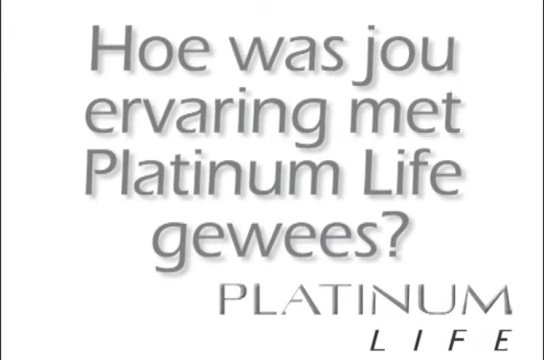 Hoe was jou
ervaring met
Platinum Life
gewees?
PLATINUM
LIFE